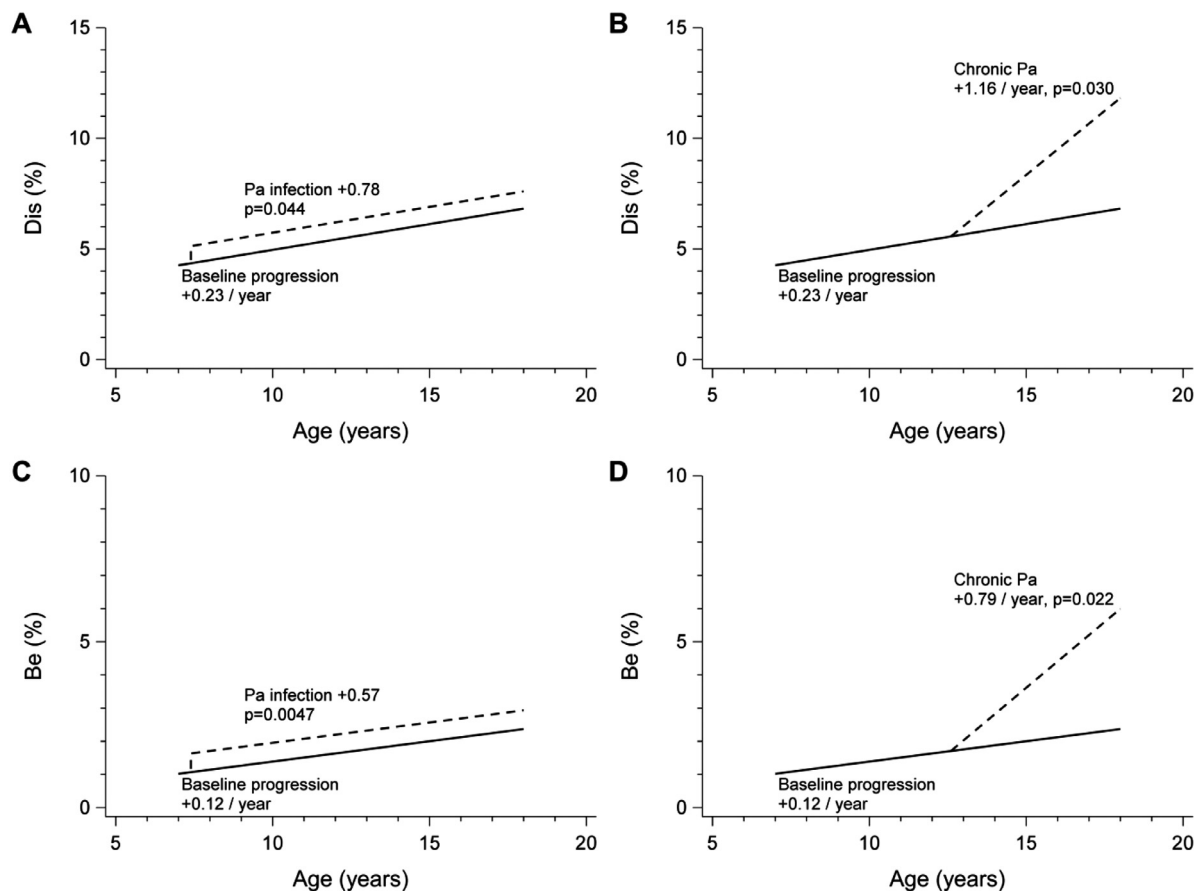 A
15
10
5
0
Dis (%)
Pa infection +0.78
p=0.044
Baseline progression
+0.23 / year
5
10
15
20
Age (years)
B
15
10
5
0
Dis (%)
Chronic Pa
+1.16 / year, p=0.030
Baseline progression
+0.23 / year
5
10
15
20
Age (years)
C
10
5
0
Be (%)
Pa infection +0.57
p=0.0047
Baseline progression
+0.12 / year
5
10
15
20
Age (years)
D
10
5
0
Be (%)
Chronic Pa
+0.79 / year, p=0.022
Baseline progression
+0.12 / year
5
10
15
20
Age (years)